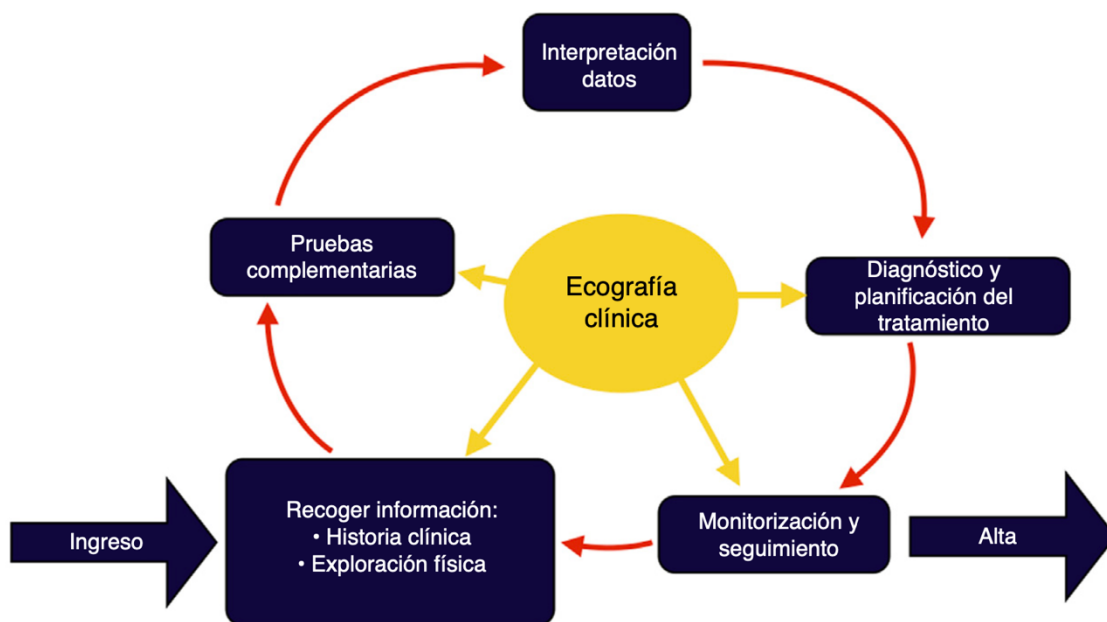 Interpretación
datos
Pruebas
complementarias
Ecografía
clínica
Diagnóstico y
planificación del
tratamiento
Ingreso
Recoger información:
• Historia clínica
• Exploración física
Monitorización y
seguimiento
Alta